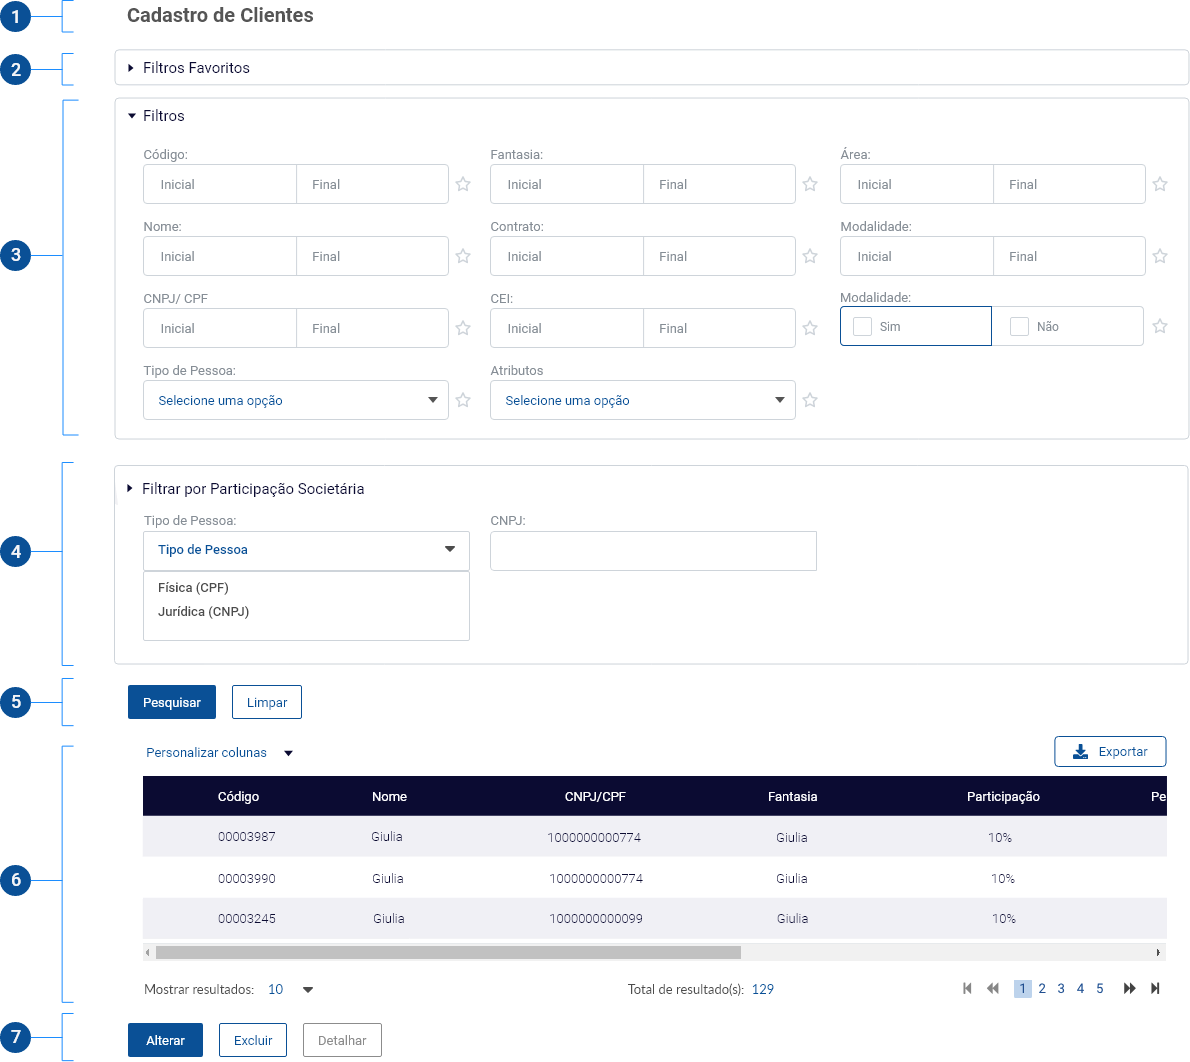 1 Cadastro de Clientes
2 Filtros Favoritos
3 Filtros
Código: Fantasia: Área:
Inicial Final Inicial Final Inicial Final
Nome: Contrato: Modalidade:
Inicial Final Inicial Final Inicial Final
CNPJ/ CPF CEI: Modalidade:
Inicial Final Inicial Final Sim Não
Tipo de Pessoa: Atributos
Selecione uma opção Selecione uma opção
4 Filtrar por Participação Societária
Tipo de Pessoa: CNPJ:
Tipo de Pessoa
Física (CPF)
Jurídica (CNPJ)
5 Pesquisar Limpar
6 Personalizar colunas Exportar
Código Nome CNPJ/CPF Fantasia Participação Pe
00003987 Giulia 1000000000774 Giulia 10%
00003990 Giulia 1000000000774 Giulia 10%
00003245 Giulia 1000000000099 Giulia 10%
Mostrar resultados: 10 Total de resultado(s): 129 1 2 3 4 5
7 Alterar Excluir Detalhar